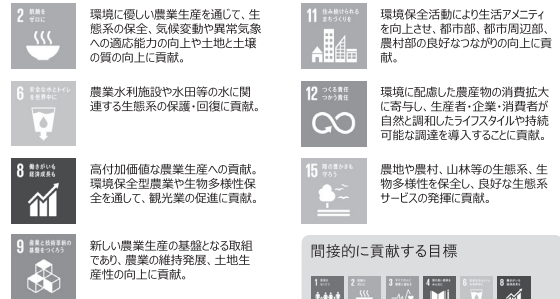 2 飢餓を
ゼロに
環境に優しい農業生産を通じて、生
態系の保全、気候変動や異常気象
への適応能力の向上や土地と土壌
の質の向上に貢献。
6 安全な水とトイレ
を世界中に
農業水利施設や水田等の水に関
連する生態系の保護・回復に貢献。
8 働きがいも
経済成長も
高付加価値な農業生産への貢献。
環境保全型農業や生物多様性保
全を通して、観光業の促進に貢献。
9 産業と技術革新の
基盤をつくろう
新しい農業生産の基盤となる取組
であり、農業の維持発展、土地生
産性の向上に貢献。
11 住み続けられる
まちづくりを
環境保全活動により生活アメニティ
を向上させ、都市部、都市周辺部、
農村部の良好なつながりの向上に貢
献。
12 つくる責任
つかう責任
環境に配慮した農産物の消費拡大
に寄与し、生産者・企業・消費者が
自然と調和したライフスタイルや持続
可能な調達を導入することに貢献。
15 陸の豊かさも
守ろう
農地や農村、山林等の生態系、生
物多様性を保全し、良好な生態系
サービスの発揮に貢献。
間接的に貢献する目標
1
2
3
4
6
8